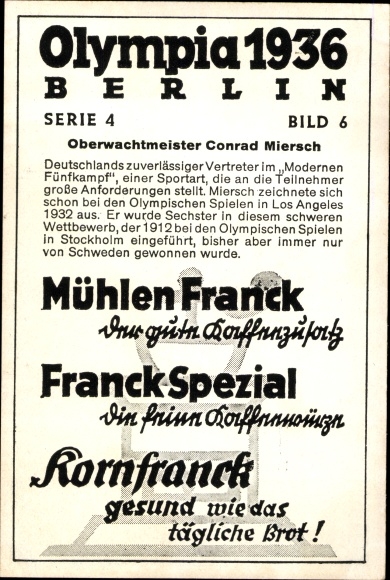 Olympia 1936
BERLIN
SERIE 4 BILD 6
Oberwachtmeister Conrad Miersch
Deutschlands zuverlässiger Vertreter im „Modernen
Fünfkampf“, einer Sportart, die an die Teilnehmer
große Anforderungen stellt. Miersch zeichnete sich
schon bei den Olympischen Spielen in Los Angeles
1932 aus. Er wurde Sechster in diesem schweren
Wettbewerb, der 1912 bei den Olympischen Spielen
in Stockholm eingeführt, bisher aber immer nur
von Schweden gewonnen wurde.
Mühlen Franck
der gute Kaffeezusatz
Franck Spezial
die feine Kaffeewürze
Kornfranck
gesund wie das
tägliche Brot!